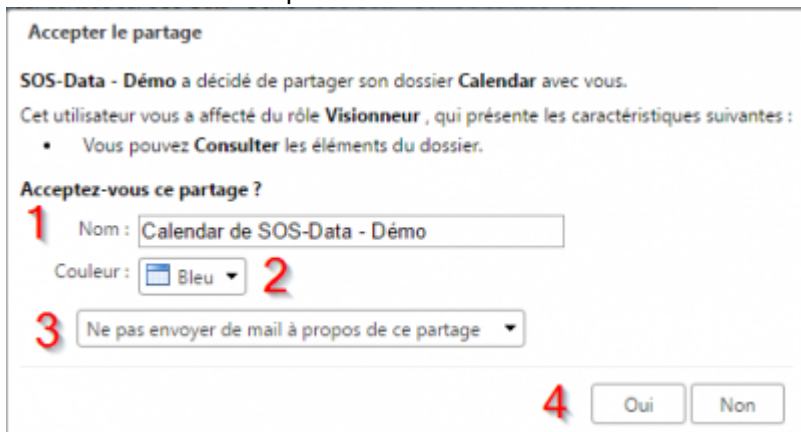 Accepter le partage
SOS-Data - Démo a décidé de partager son dossier Calendar avec vous.
Cet utilisateur vous a affecté du rôle Visionneur , qui présente les caractéristiques suivantes :
• Vous pouvez Consulter les éléments du dossier.
Acceptez-vous ce partage ?
1 Nom : Calendar de SOS-Data - Démo
Couleur : Bleu 2
3 Ne pas envoyer de mail à propos de ce partage
4 Oui Non